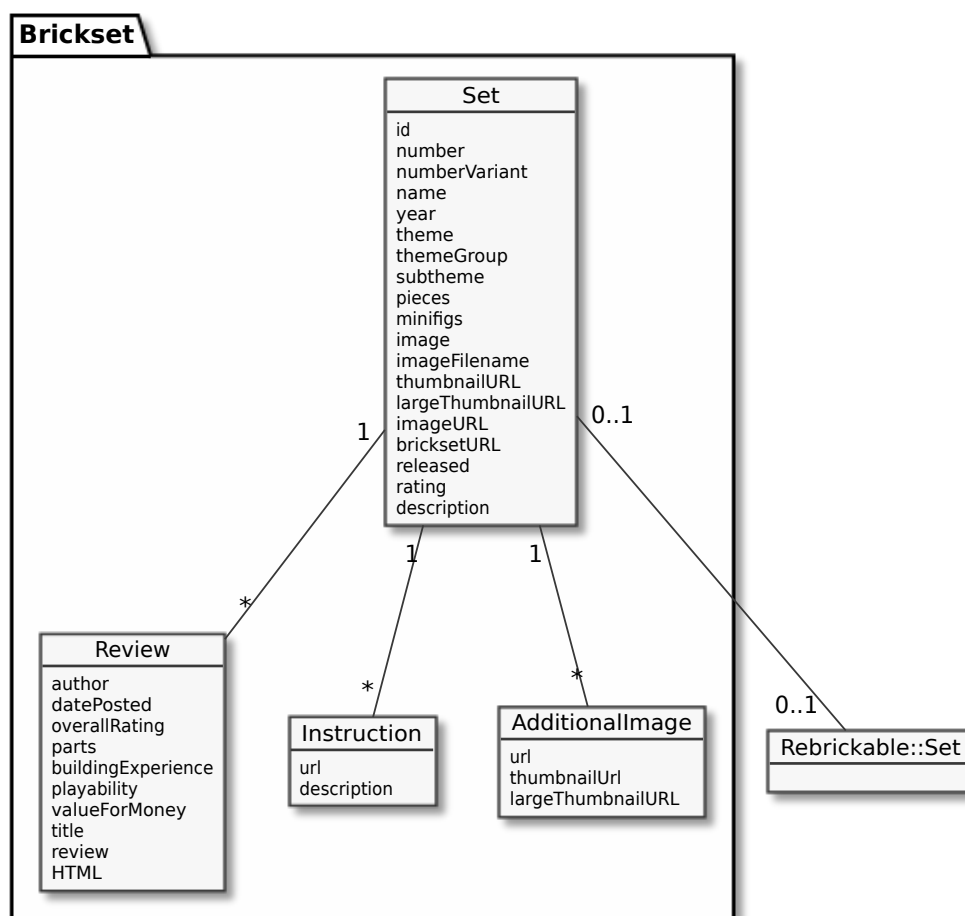 Brickset
Set
id
number
numberVariant
name
year
theme
themeGroup
subtheme
pieces
minifigs
image
imageFilename
thumbnailURL
largeThumbnailURL
imageURL
bricksetURL
released
rating
description
1
0..1
1
1
*
*
*
0..1
Review
author
datePosted
overallRating
parts
buildingExperience
playability
valueForMoney
title
review
HTML
Instruction
url
description
AdditionalImage
url
thumbnailUrl
largeThumbnailURL
Rebrickable::Set